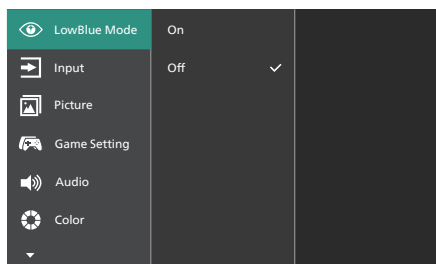 LowBlue Mode
On
Input
Off
Picture
Game Setting
Audio
Color